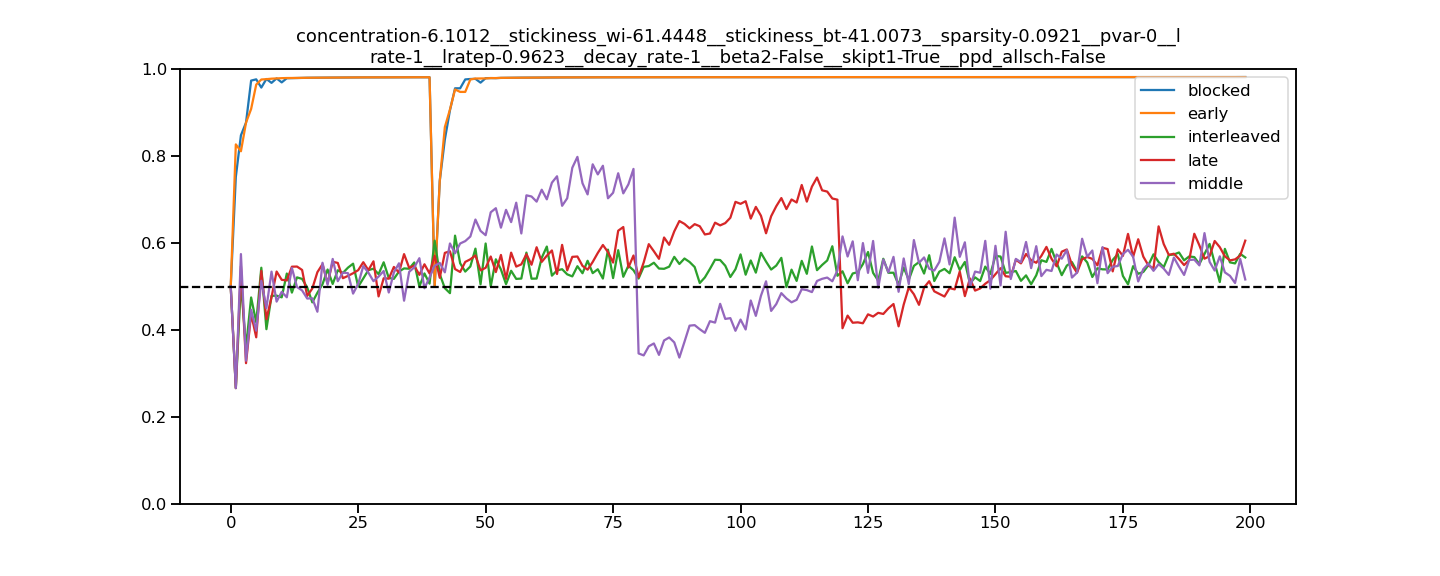 concentration-6.1012__stickiness_wi-61.4448__stickiness_bt-41.0073__sparsity-0.0921__pvar-0__l
rate-1__lratep-0.9623__decay_rate-1__beta2-False__skipt1-True__ppd_allsch-False
1.0
0.8
0.6
0.4
0.2
0.0
blocked
early
interleaved
late
middle
0 25 50 75 100 125 150 175 200